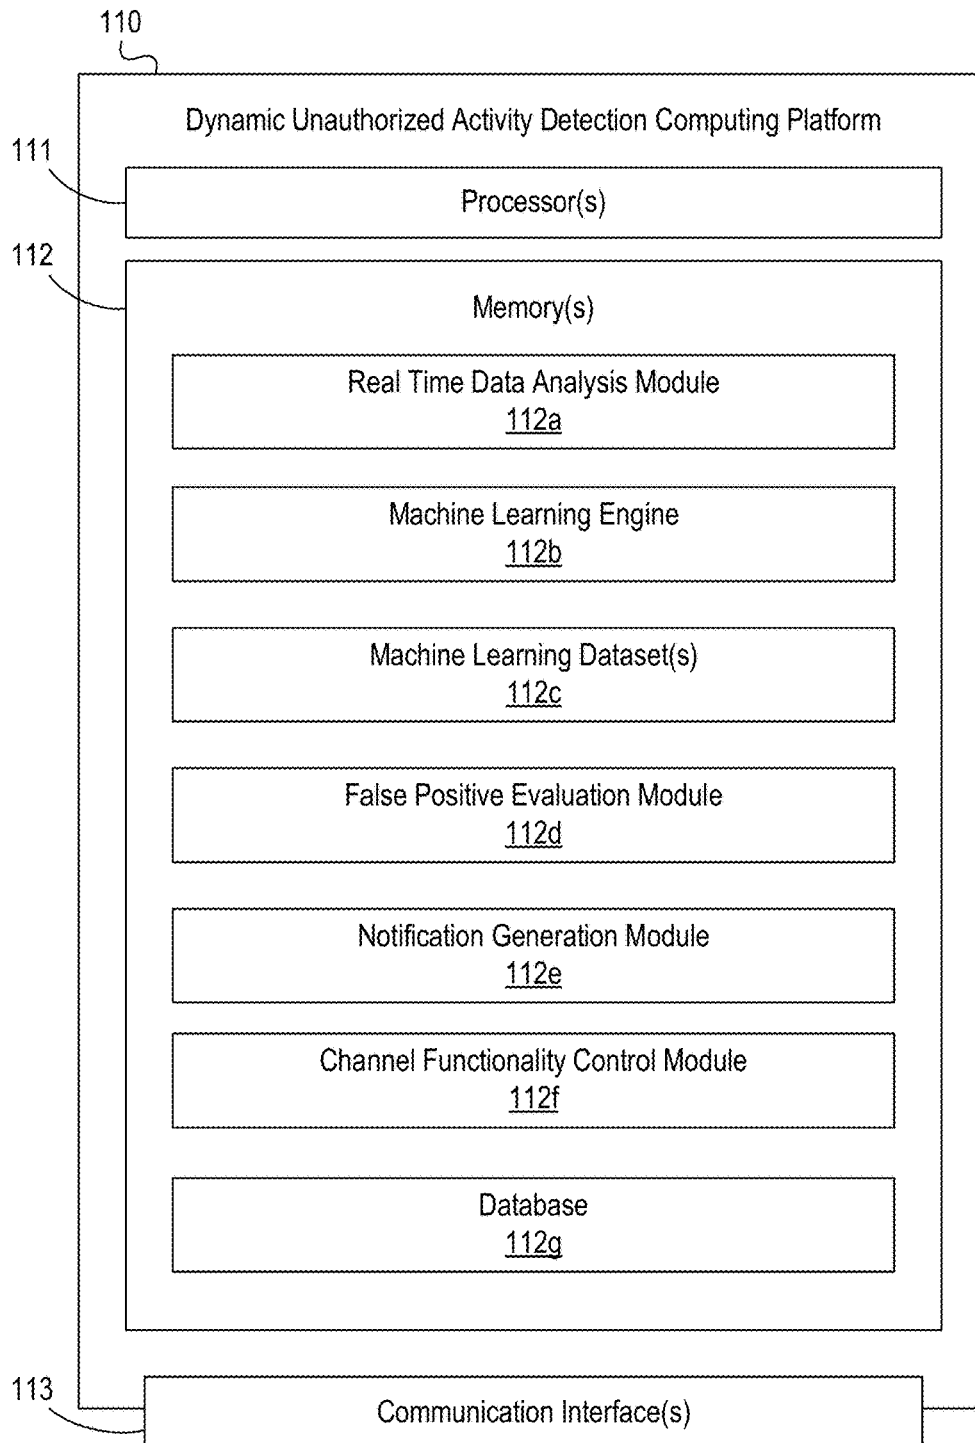 110
Dynamic Unauthorized Activity Detection Computing Platform
111
Processor(s)
112
Memory(s)
Real Time Data Analysis Module
112a
Machine Learning Engine
112b
Machine Learning Dataset(s)
112c
False Positive Evaluation Module
112d
Notification Generation Module
112e
Channel Functionality Control Module
112f
Database
112g
113
Communication Interface(s)